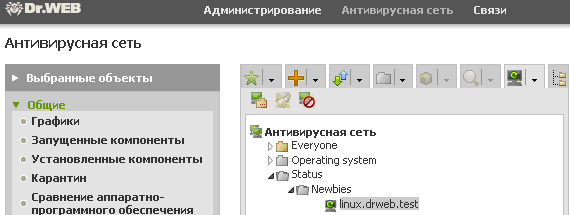 Dr.WEB
Администрирование
Антивирусная сеть
Связи
Антивирусная сеть
Выбранные объекты
Общие
Графики
Запущенные компоненты
Установленные компоненты
Карантин
Сравнение аппаратно-
программного обеспечения
Антивирусная сеть
Everyone
Operating system
Status
Newbies
linux.drweb.test